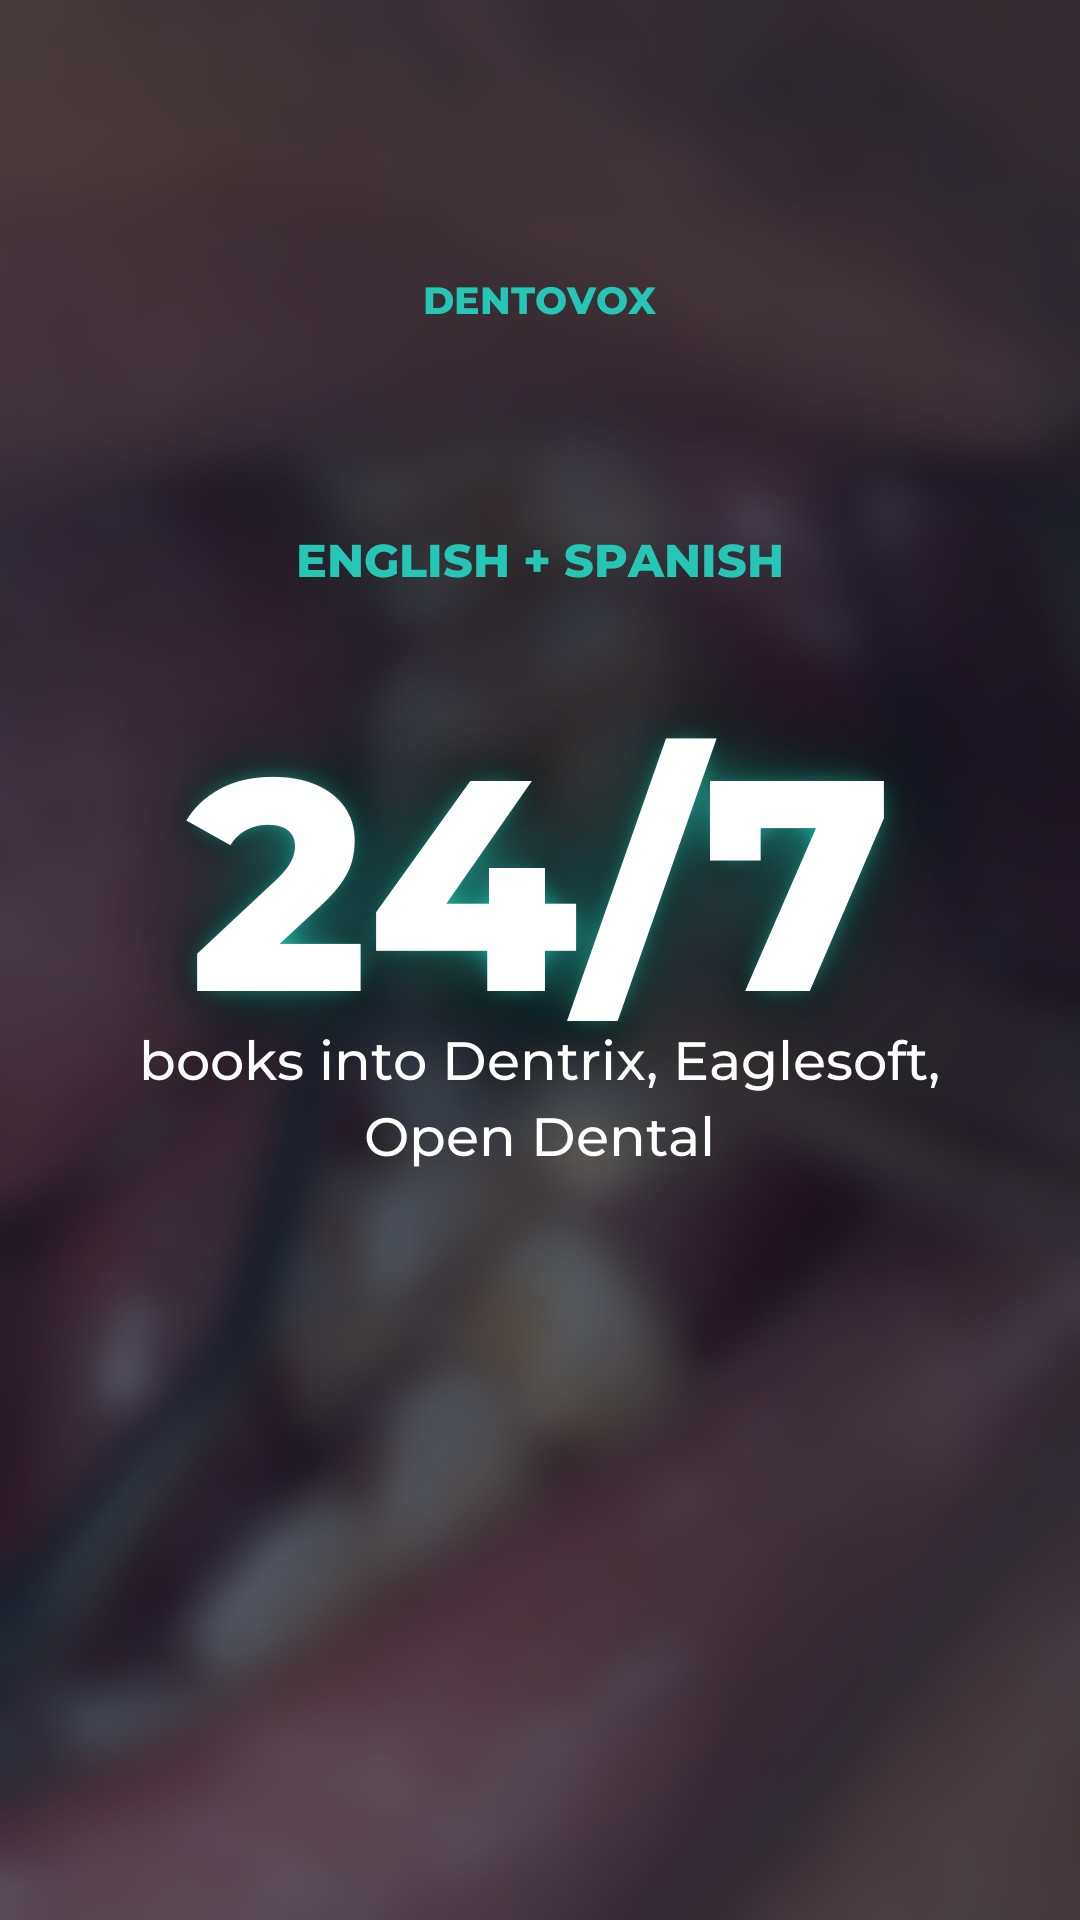 DENTOVOX
ENGLISH + SPANISH
24/7
books into Dentrix, Eaglesoft,
Open Dental